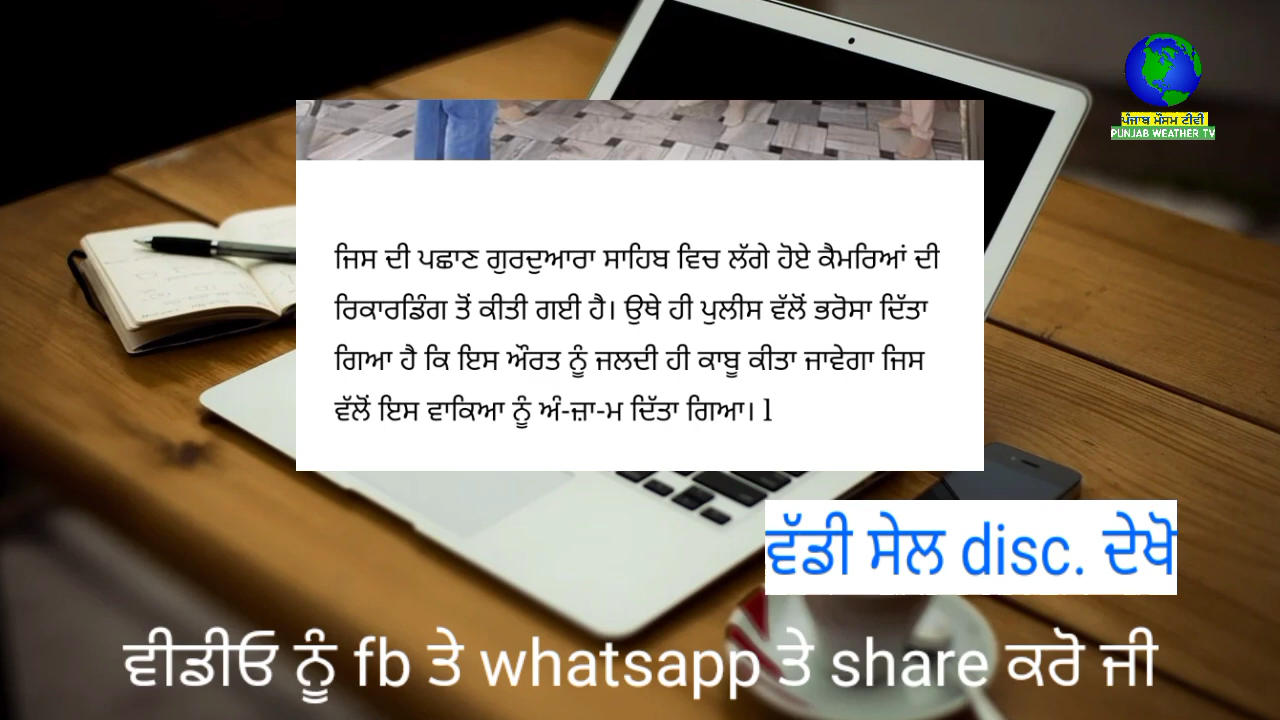 ਪੰਜਾਬ ਮੌਸਮ ਟੀਵੀ
PUNJAB WEATHER TV
ਜਿਸ ਦੀ ਪਛਾਣ ਗੁਰਦੁਆਰਾ ਸਾਹਿਬ ਵਿਚ ਲੱਗੇ ਹੋਏ ਕੈਮਰਿਆਂ ਦੀ
ਰਿਕਾਰਡਿੰਗ ਤੋਂ ਕੀਤੀ ਗਈ ਹੈ। ਉਥੇ ਹੀ ਪੁਲੀਸ ਵੱਲੋਂ ਭਰੋਸਾ ਦਿੱਤਾ
ਗਿਆ ਹੈ ਕਿ ਇਸ ਔਰਤ ਨੂੰ ਜਲਦੀ ਹੀ ਕਾਬੂ ਕੀਤਾ ਜਾਵੇਗਾ ਜਿਸ
ਵੱਲੋਂ ਇਸ ਵਾਕਿਆ ਨੂੰ ਅੰ-ਜ਼ਾ-ਮ ਦਿੱਤਾ ਗਿਆ। l
ਵੱਡੀ ਸੇਲ disc. ਦੇਖੋ
ਵੀਡੀਓ ਨੂੰ fb ਤੇ whatsapp ਤੇ share ਕਰੋ ਜੀ